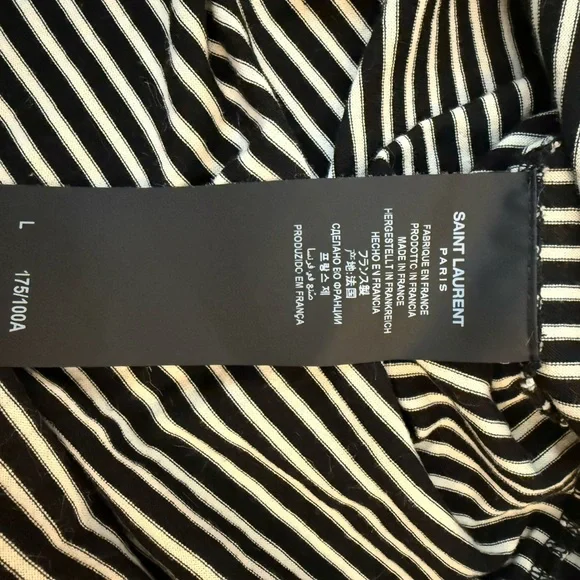 SAINT LAURENT
PARIS
FABRIQUE EN FRANCE
PRODOTTO IN FRANCIA
MADE IN FRANCE
HERGESTELLT IN FRANKREICH
HECHO EN FRANCIA
フランス製
产地:法国
프랑스 제
СДЕЛАНО ВО ФРАНЦИИ
صنع في فرنسا
PRODUZIDO EM FRANÇA
L 175/100A